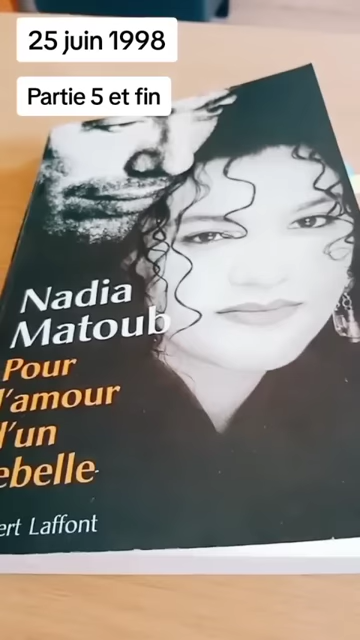 25 juin 1998
Partie 5 et fin
Nadia
Matoub
Pour
l'amour
d'un
ebelle
ert Laffont